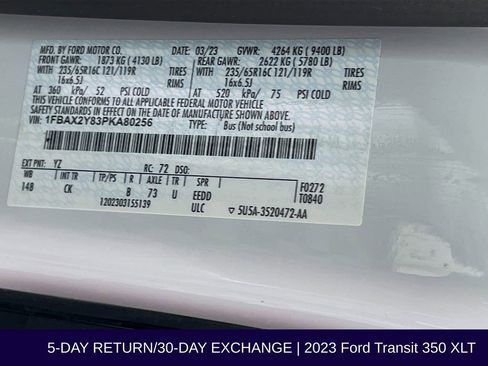 MFD. BY FORD MOTOR CO. 03/23 GVWR: 4264 KG ( 9400 LB)
FRONT GAWR: 1873 KG ( 4130 LB) REAR GAWR: 2622 KG ( 5780 LB)
235/65R16C 121/119R TIRES 235/65R16C 121/119R TIRES
16x6.5J RIMS 16x6.5J RIMS
AT 360 kPa/ 52 PSI COLD AT 520 kPa/ 75 PSI COLD
THIS VEHICLE CONFORMS TO ALL APPLICABLE FEDERAL MOTOR VEHICLE
SAFETY STANDARDS IN EFFECT ON THE DATE OF MANUFACTURE SHOWN ABOVE.
VIN: 1FBAX2Y83PKA80256 TYPE: Bus (Not School bus)
EXT PNT: YZ RC: 72 DSO:
WB INT TR TP/PS R AXLE TR SPR F0272
148 CK B 73 U EEDD T0840
ULC
1202303155139 5USA-3520472-AA
5-DAY RETURN/30-DAY EXCHANGE | 2023 Ford Transit 350 XLT